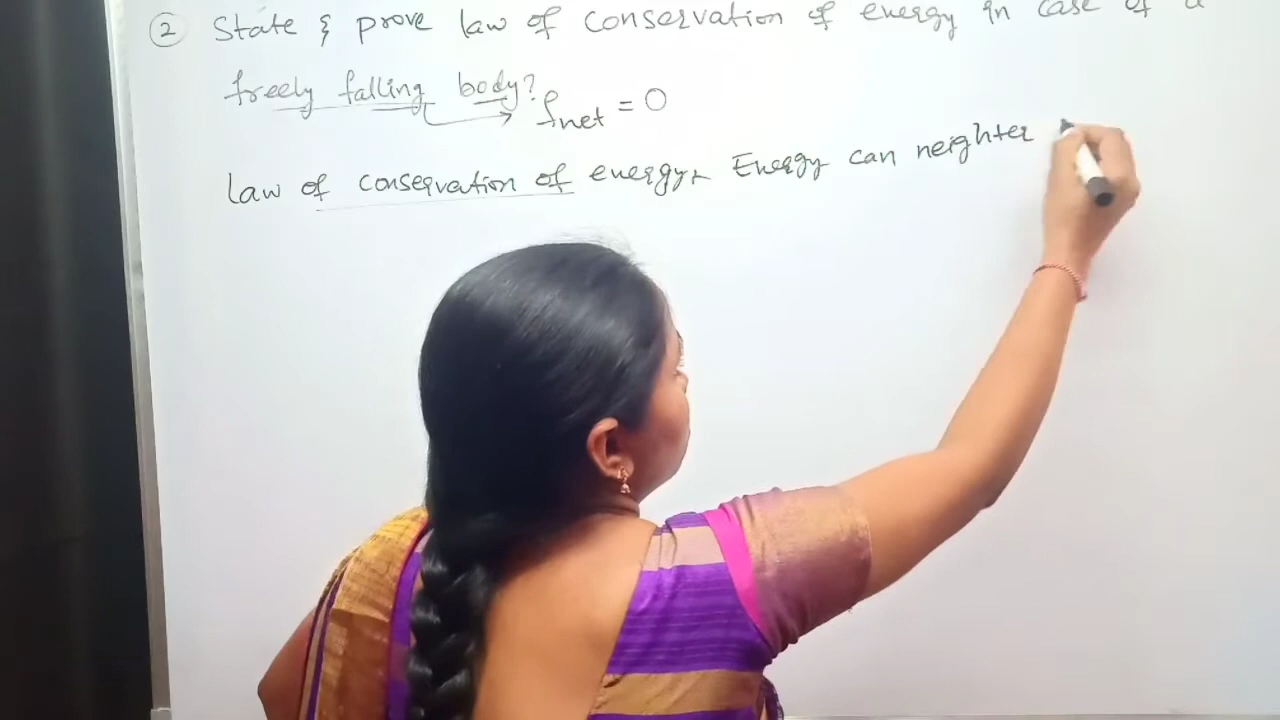 ② State & prove law of conservation of energy in case of a
freely falling body?
fnet = 0
law of conservation of energy Energy can neighter